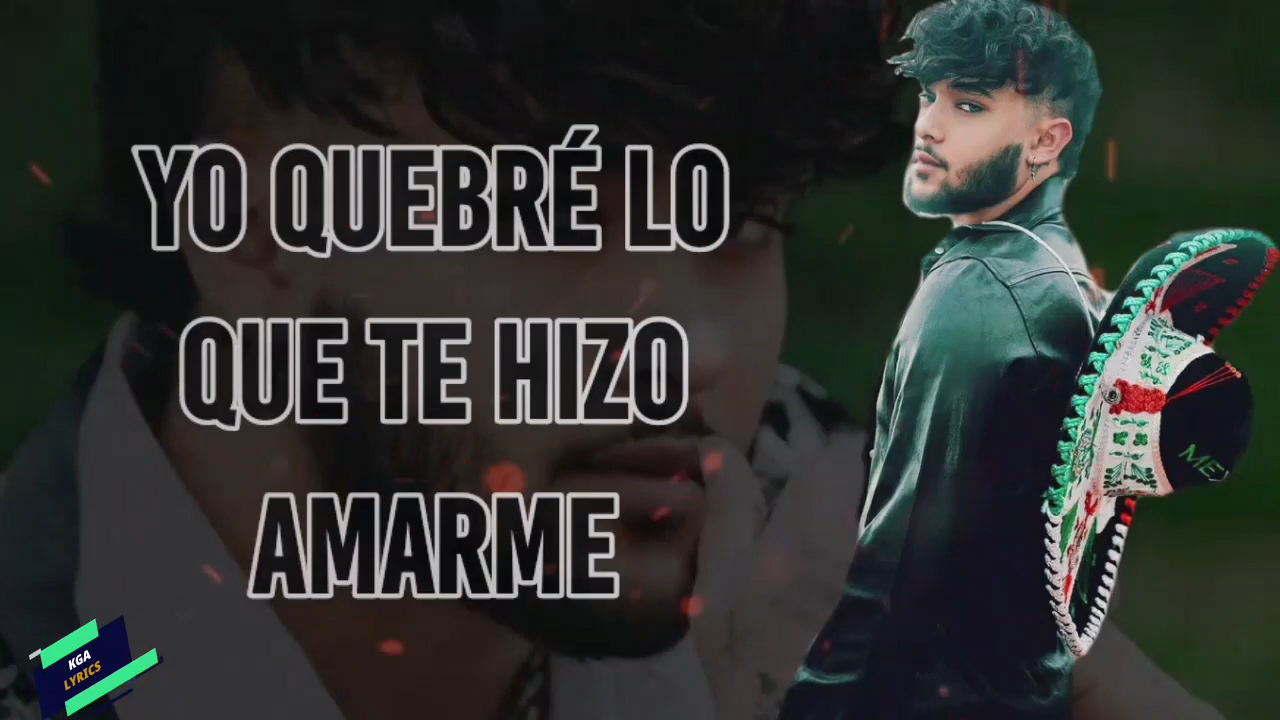 YO QUEBRÉ LO
QUE TE HIZO
AMARME
KGA
LYRICS